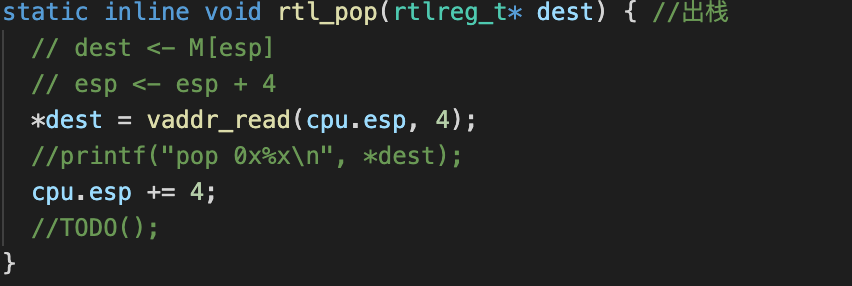 static inline void rtl_pop(rtlreg_t* dest) { //出栈
  // dest <- M[esp]
  // esp <- esp + 4
  *dest = vaddr_read(cpu.esp, 4);
  //printf("pop 0x%x\n", *dest);
  cpu.esp += 4;
  //TODO();
}